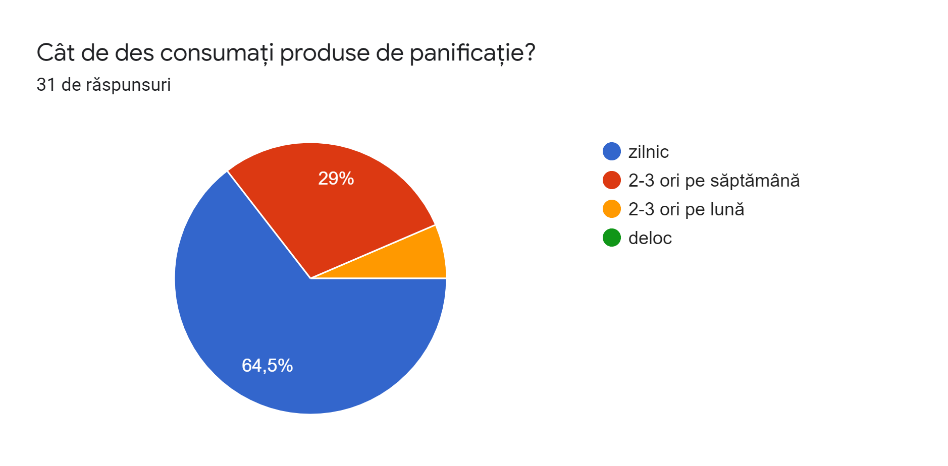 Cât de des consumați produse de panificație?
31 de răspunsuri
zilnic
2-3 ori pe săptămână
2-3 ori pe lună
deloc
29%
64,5%